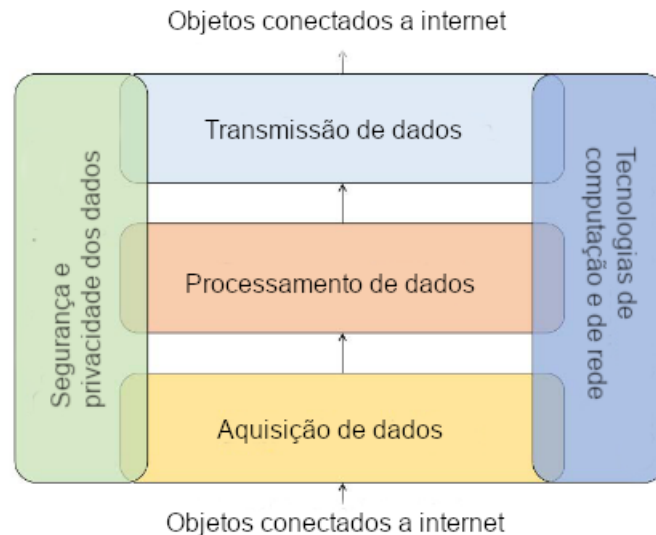 Objetos conectados a internet
Transmissão de dados
Segurança e
privacidade dos dados
Tecnologias de
computação e de rede
Processamento de dados
Aquisição de dados
Objetos conectados a internet